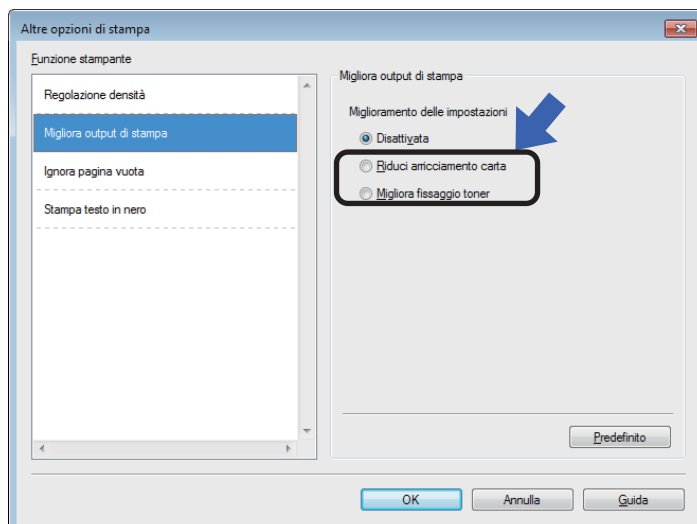 Altre opzioni di stampa
Funzione stampante
Regolazione densità
Migliora output di stampa
Ignora pagina vuota
Stampa testo in nero
Migliora output di stampa
Miglioramento delle impostazioni
Disattivata
Riduci arricciamento carta
Migliora fissaggio toner
Predefinito
OK
Annulla
Guida